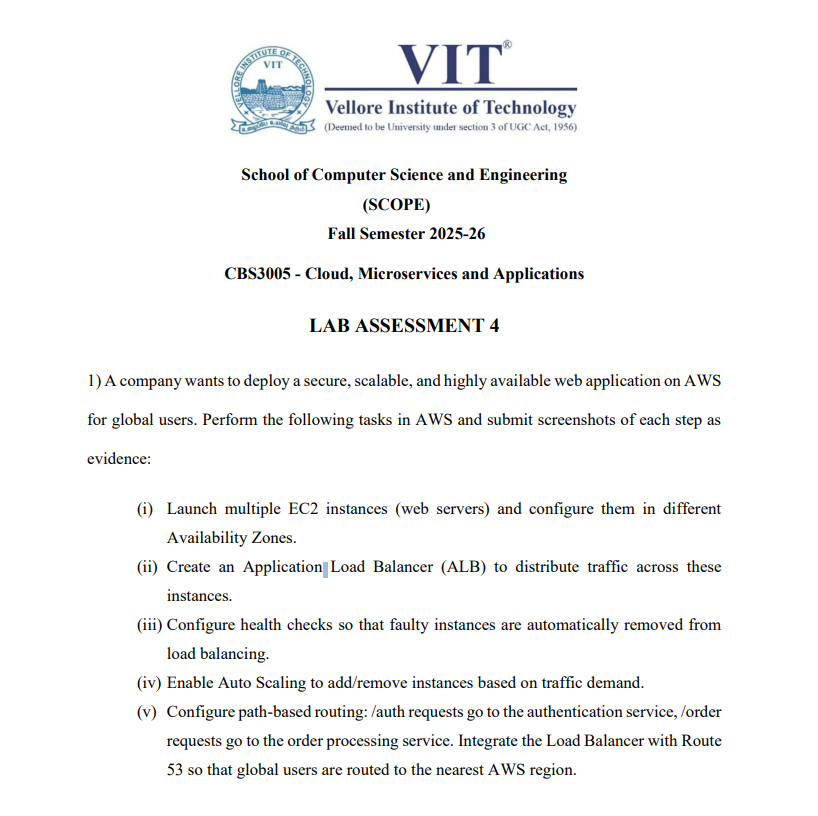 VELLORE INSTITUTE OF TECHNOLOGY
VIT
VIT®
Vellore Institute of Technology
(Deemed to be University under section 3 of UGC Act, 1956)
School of Computer Science and Engineering
(SCOPE)
Fall Semester 2025-26
CBS3005 - Cloud, Microservices and Applications
LAB ASSESSMENT 4
1) A company wants to deploy a secure, scalable, and highly available web application on AWS
for global users. Perform the following tasks in AWS and submit screenshots of each step as
evidence:
(i) Launch multiple EC2 instances (web servers) and configure them in different
Availability Zones.
(ii) Create an Application Load Balancer (ALB) to distribute traffic across these
instances.
(iii) Configure health checks so that faulty instances are automatically removed from
load balancing.
(iv) Enable Auto Scaling to add/remove instances based on traffic demand.
(v) Configure path-based routing: /auth requests go to the authentication service, /order
requests go to the order processing service. Integrate the Load Balancer with Route
53 so that global users are routed to the nearest AWS region.